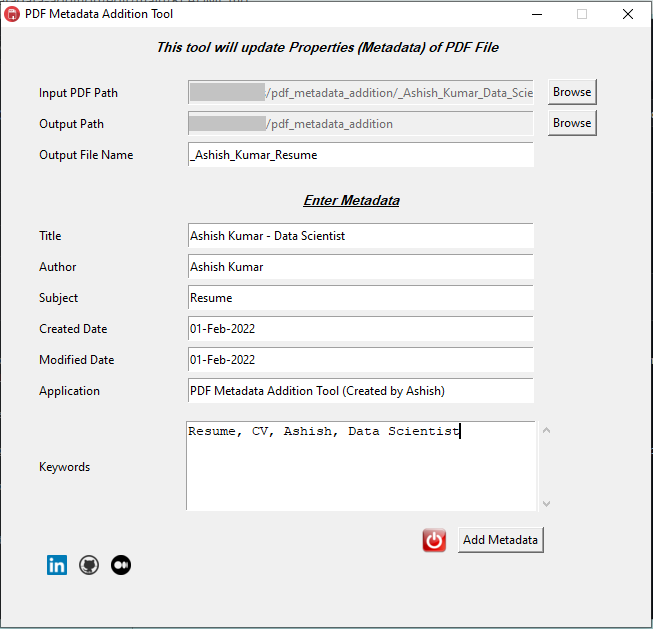 PDF Metadata Addition Tool
This tool will update Properties (Metadata) of PDF File
Input PDF Path /pdf_metadata_addition/_Ashish_Kumar_Data_Scie Browse
Output Path /pdf_metadata_addition Browse
Output File Name _Ashish_Kumar_Resume
Enter Metadata
Title Ashish Kumar - Data Scientist
Author Ashish Kumar
Subject Resume
Created Date 01-Feb-2022
Modified Date 01-Feb-2022
Application PDF Metadata Addition Tool (Created by Ashish)
Resume, CV, Ashish, Data Scientist
Keywords
Add Metadata
in